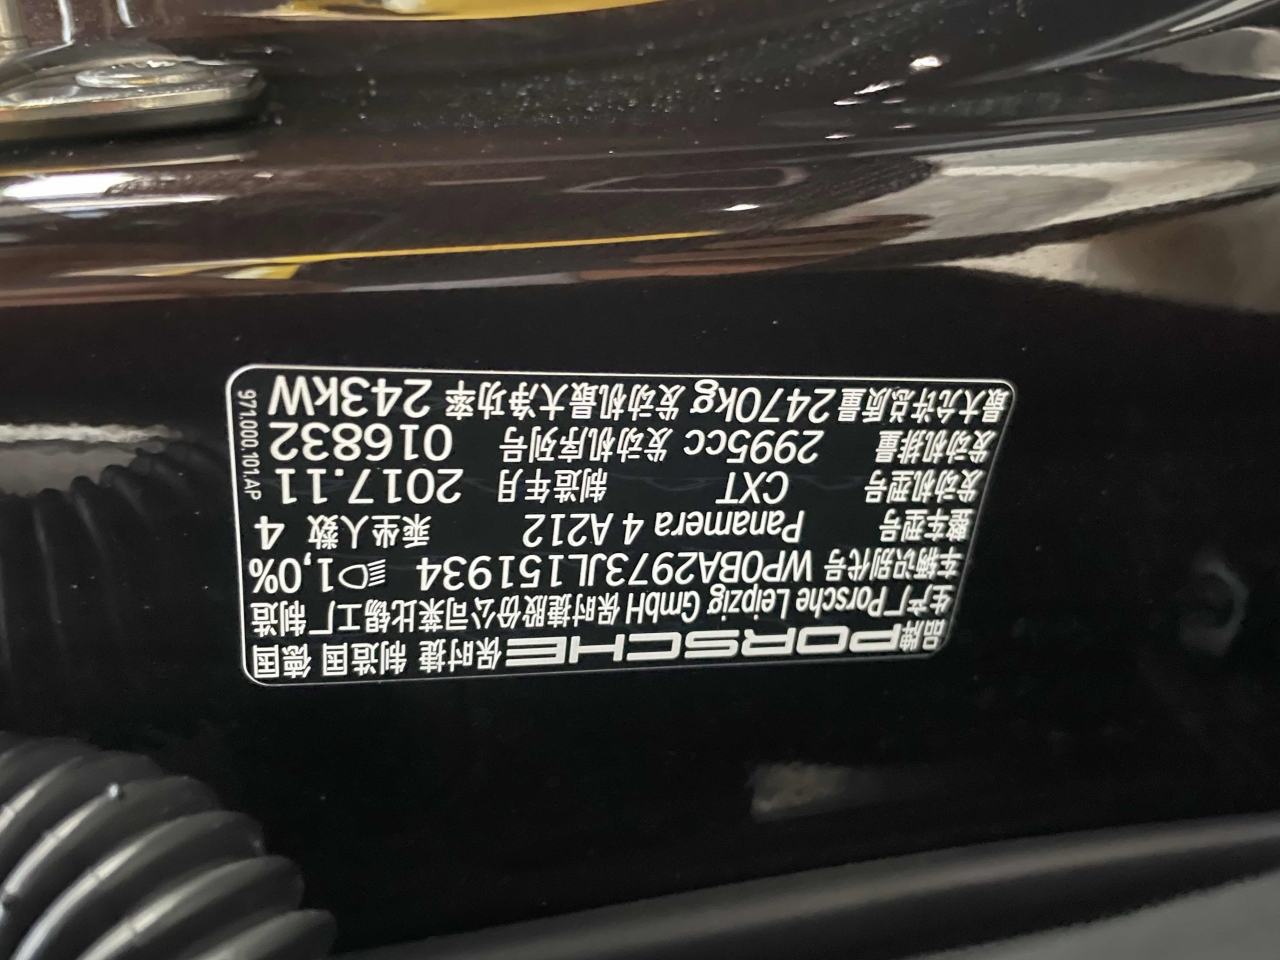 品牌 PORSCHE 保时捷 制造国 德国
生产厂 Porsche Leipzig GmbH 保时捷股份公司莱比锡工厂 制造
车辆识别代号 WP0BA2973JL151934 1,0%
整车型号 Panamera 4 A212 乘坐人数 4
发动机型号 CXT 制造年月 2017.11
发动机排量 2995cc 发动机序列号 016832
最大允许总质量 2470kg 发动机最大净功率 243kW
971.000.101.AP